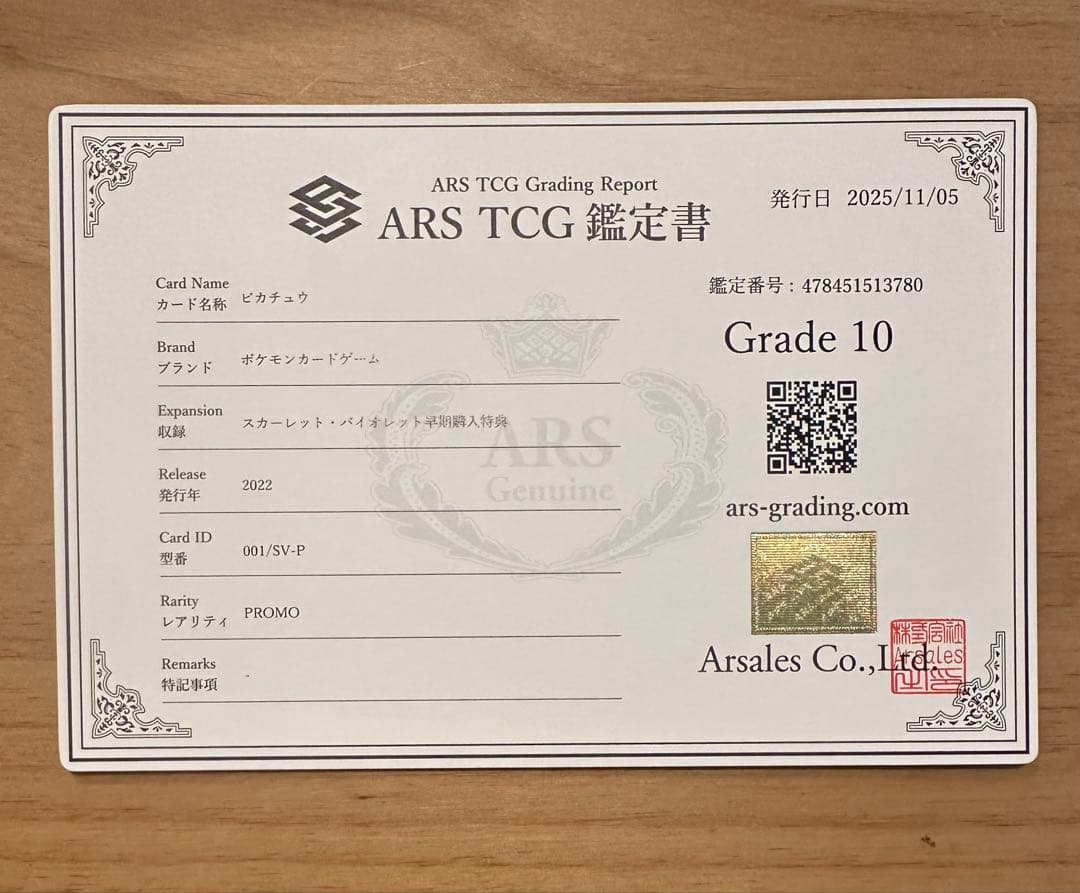 ARS TCG Grading Report
ARS TCG 鑑定書
発行日 2025/11/05
Card Name
カード名称 ピカチュウ
Brand
ブランド ポケモンカードゲーム
Expansion
収録 スカーレット・バイオレット早期購入特典
Release
発行年 2022
Card ID
型番 001/SV-P
Rarity
レアリティ PROMO
Remarks
特記事項 -
ARS
Genuine
鑑定番号 : 478451513780
Grade 10
ars-grading.com
Arsales Co.,Ltd.
株式会社
Arsales